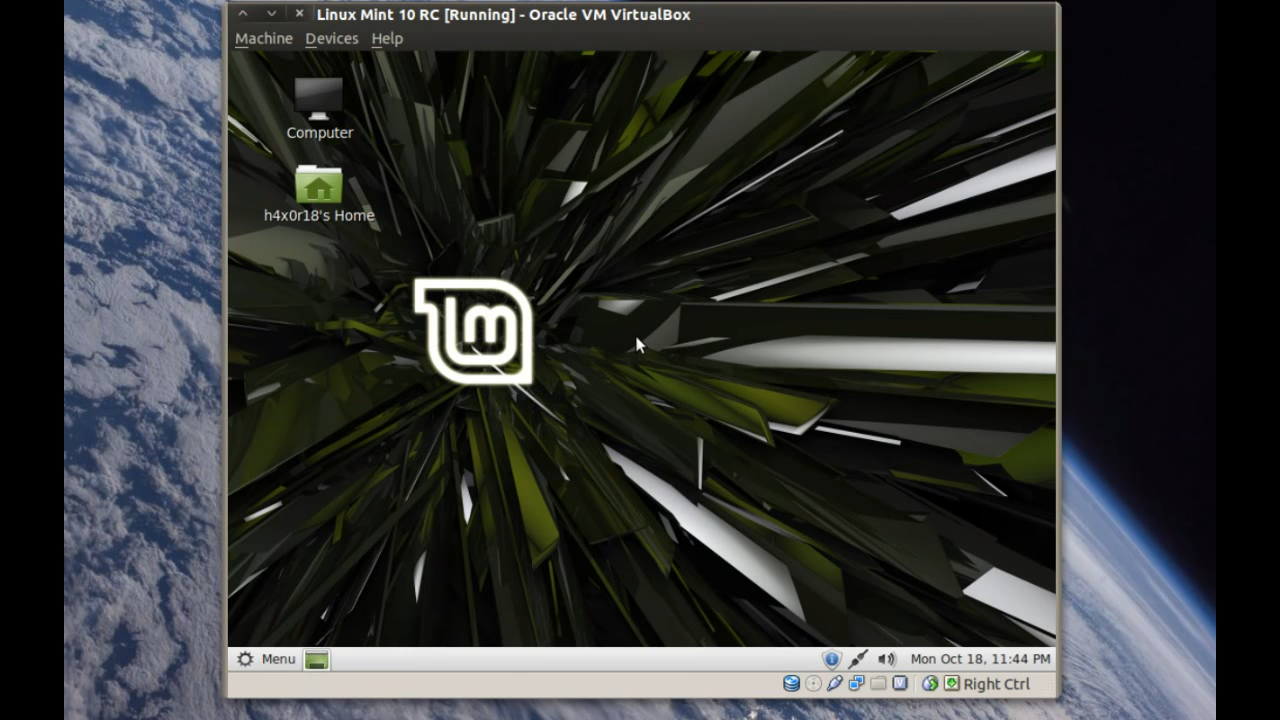 Linux Mint 10 RC [Running] - Oracle VM VirtualBox
Machine Devices Help
Computer
h4x0r18's Home
lm
Menu
Mon Oct 18, 11:44 PM
Right Ctrl